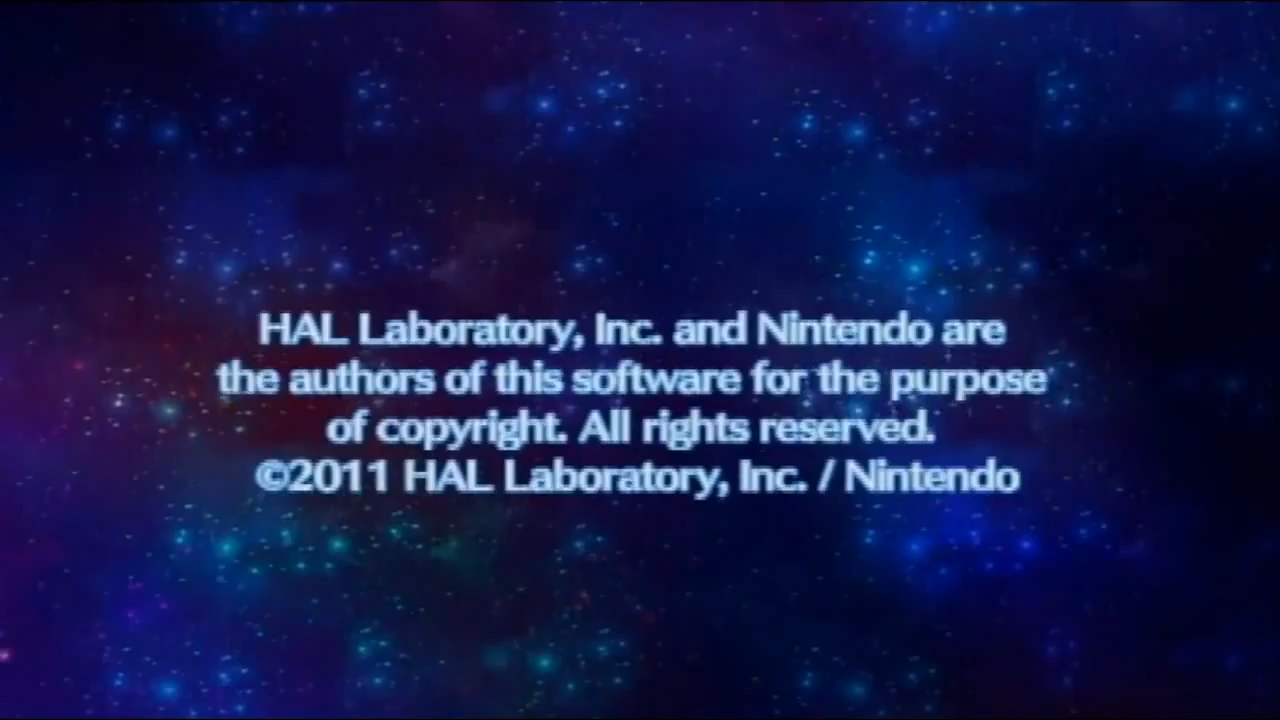 HAL Laboratory, Inc. and Nintendo are
the authors of this software for the purpose
of copyright. All rights reserved.
©2011 HAL Laboratory, Inc. / Nintendo